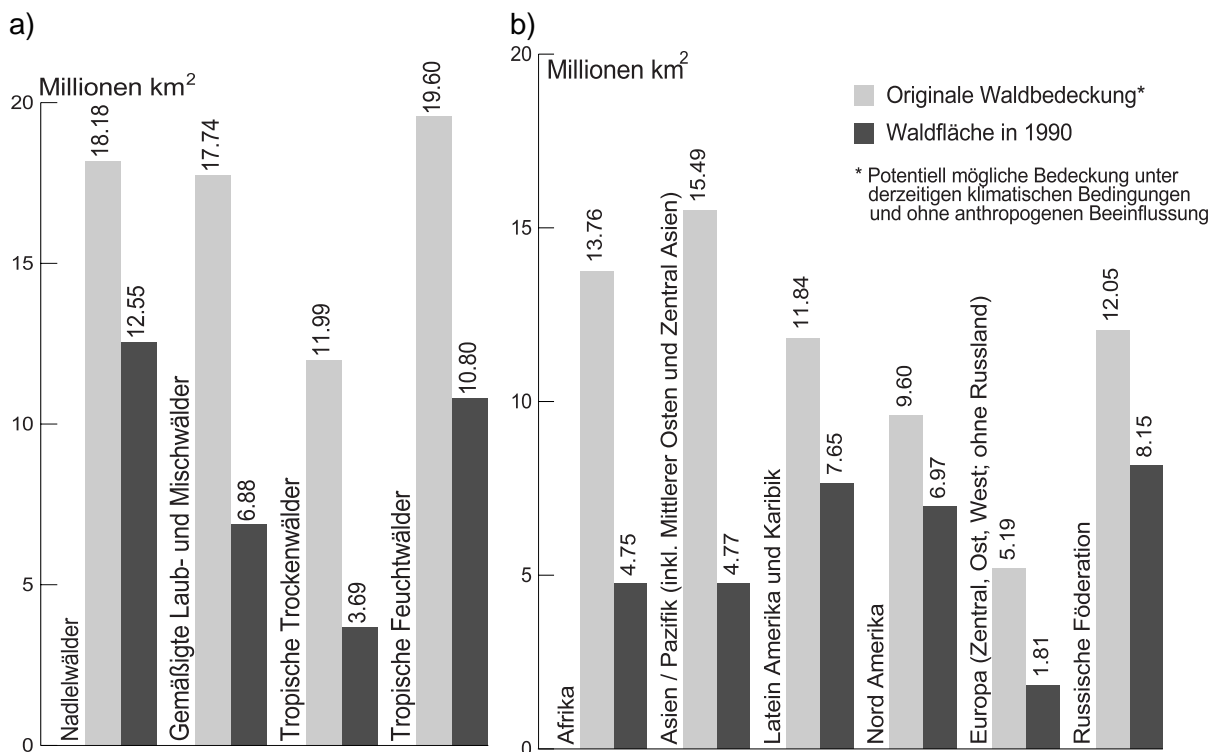 a)
Millionen km²
20
15
10
5
0
Nadlelwälder
18.18
12.55
Gemäßigte Laub- und Mischwälder
17.74
6.88
Tropische Trockenwälder
11.99
3.69
Tropische Feuchtwälder
19.60
10.80
b)
Millionen km²
20
15
10
5
0
Afrika
13.76
4.75
Asien / Pazifik (inkl. Mittlerer Osten und Zentral Asien)
15.49
4.77
Latein Amerika und Karibik
11.84
7.65
Nord Amerika
9.60
6.97
Europa (Zentral, Ost, West; ohne Russland)
5.19
1.81
Russische Föderation
12.05
8.15
Originale Waldbedeckung*
Waldfläche in 1990
* Potentiell mögliche Bedeckung unter
derzeitigen klimatischen Bedingungen
und ohne anthropogenen Beeinflussung